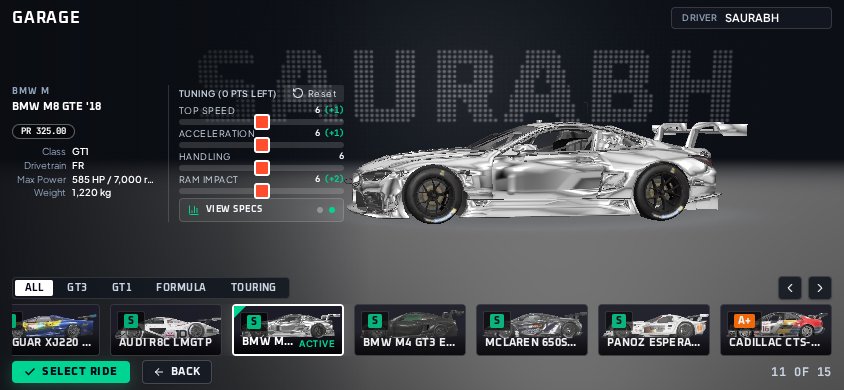 GARAGE
DRIVER SAURABH
SAURABH
BMW M
BMW M8 GTE '18
PR 325.00
Class GT1
Drivetrain FR
Max Power 585 HP / 7,000 r...
Weight 1,220 kg
TUNING (0 PTS LEFT) Reset
TOP SPEED 6 (+1)
ACCELERATION 6 (+1)
HANDLING 6
RAM IMPACT 6 (+2)
VIEW SPECS
ALL GT3 GT1 FORMULA TOURING
S S S S S S A+
GUAR XJ220 ... AUDI R8C LMGTP BMW M... ACTIVE BMW M4 GT3 E... MCLAREN 650S... PANOZ ESPERA... CADILLAC CTS-...
SELECT RIDE BACK 11 OF 15